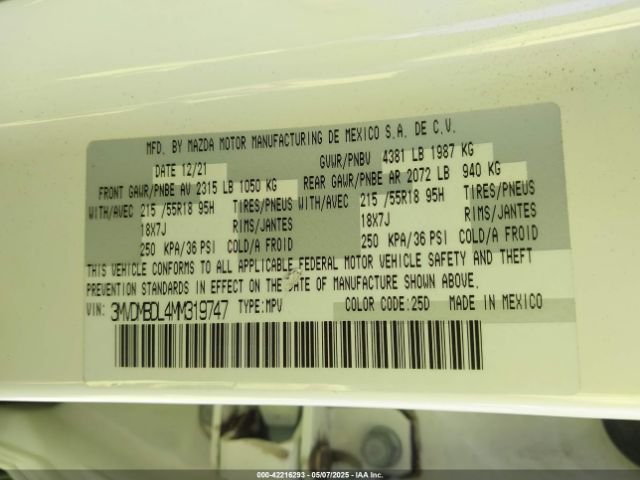 MFD. BY MAZDA MOTOR MANUFACTURING DE MEXICO S.A. DE C.V.
DATE 12/21 GVWR/PNBV 4381 LB 1987 KG
FRONT GAWR/PNBE AV 2315 LB 1050 KG REAR GAWR/PNBE AR 2072 LB 940 KG
WITH/AVEC 215 /55R18 95H TIRES/PNEUS WITH/AVEC 215 /55R18 95H TIRES/PNEUS
18X7J RIMS/JANTES 18X7J RIMS/JANTES
250 KPA/36 PSI COLD/A FROID 250 KPA/36 PSI COLD/A FROID
THIS VEHICLE CONFORMS TO ALL APPLICABLE FEDERAL MOTOR VEHICLE SAFETY AND THEFT
PREVENTION STANDARDS IN EFFECT ON THE DATE OF MANUFACTURE SHOWN ABOVE.
VIN: 3MVDMBDL4MM319747 TYPE:MPV COLOR CODE:25D MADE IN MEXICO
000-42216293 - 05/07/2025 - IAA Inc.